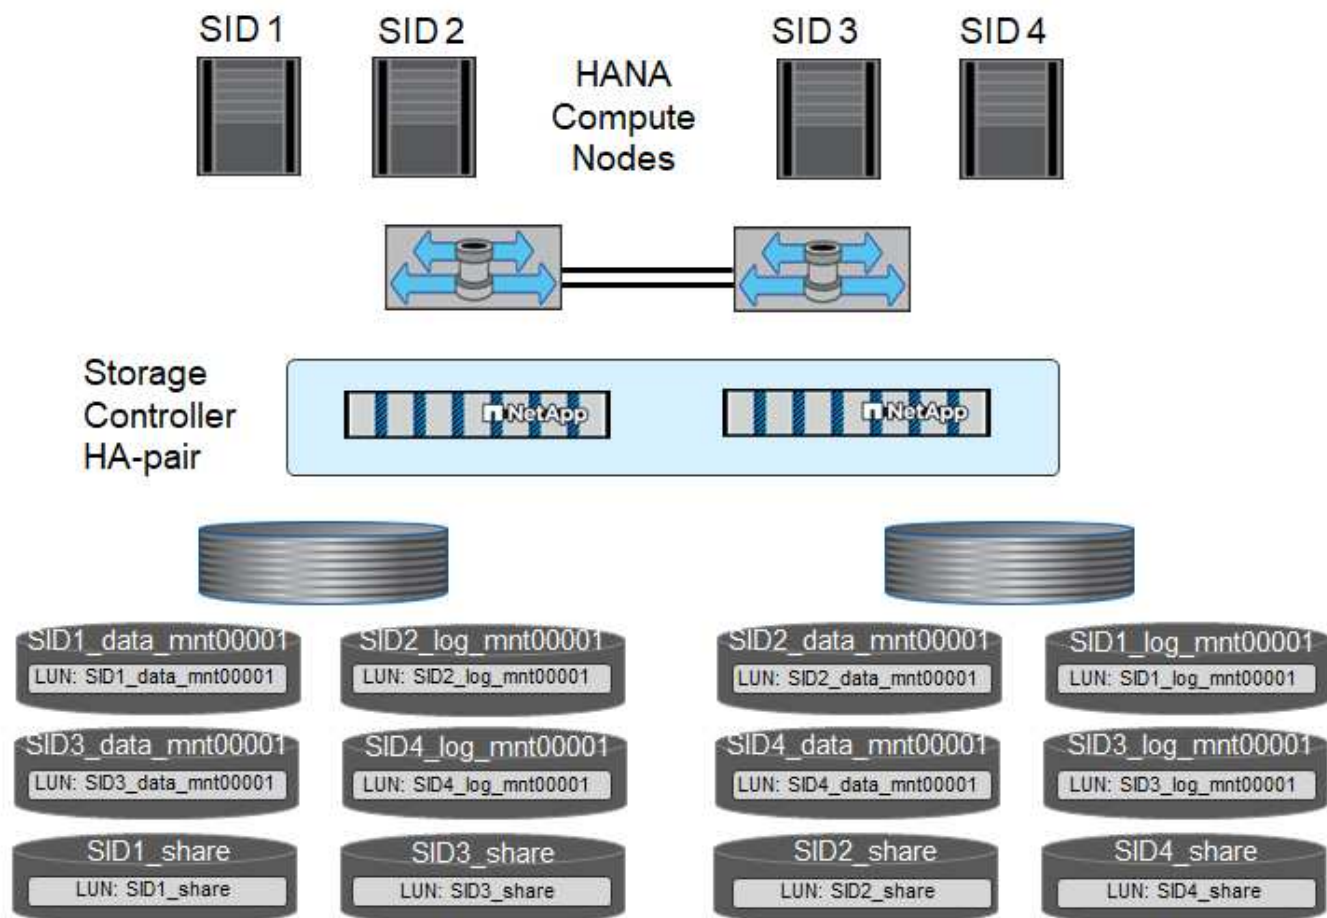 SID 1
SID 2
SID 3
SID 4
HANA
Compute
Nodes
Storage
Controller
HA-pair
NetApp
NetApp
SID1_data_mnt00001
LUN: SID1_data_mnt00001
SID2_log_mnt00001
LUN: SID2_log_mnt00001
SID2_data_mnt00001
LUN: SID2_data_mnt00001
SID1_log_mnt00001
LUN: SID1_log_mnt00001
SID3_data_mnt00001
LUN: SID3_data_mnt00001
SID4_log_mnt00001
LUN: SID4_log_mnt00001
SID4_data_mnt00001
LUN: SID4_data_mnt00001
SID3_log_mnt00001
LUN: SID3_log_mnt00001
SID1_share
LUN: SID1_share
SID3_share
LUN: SID3_share
SID2_share
LUN: SID2_share
SID4_share
LUN: SID4_share